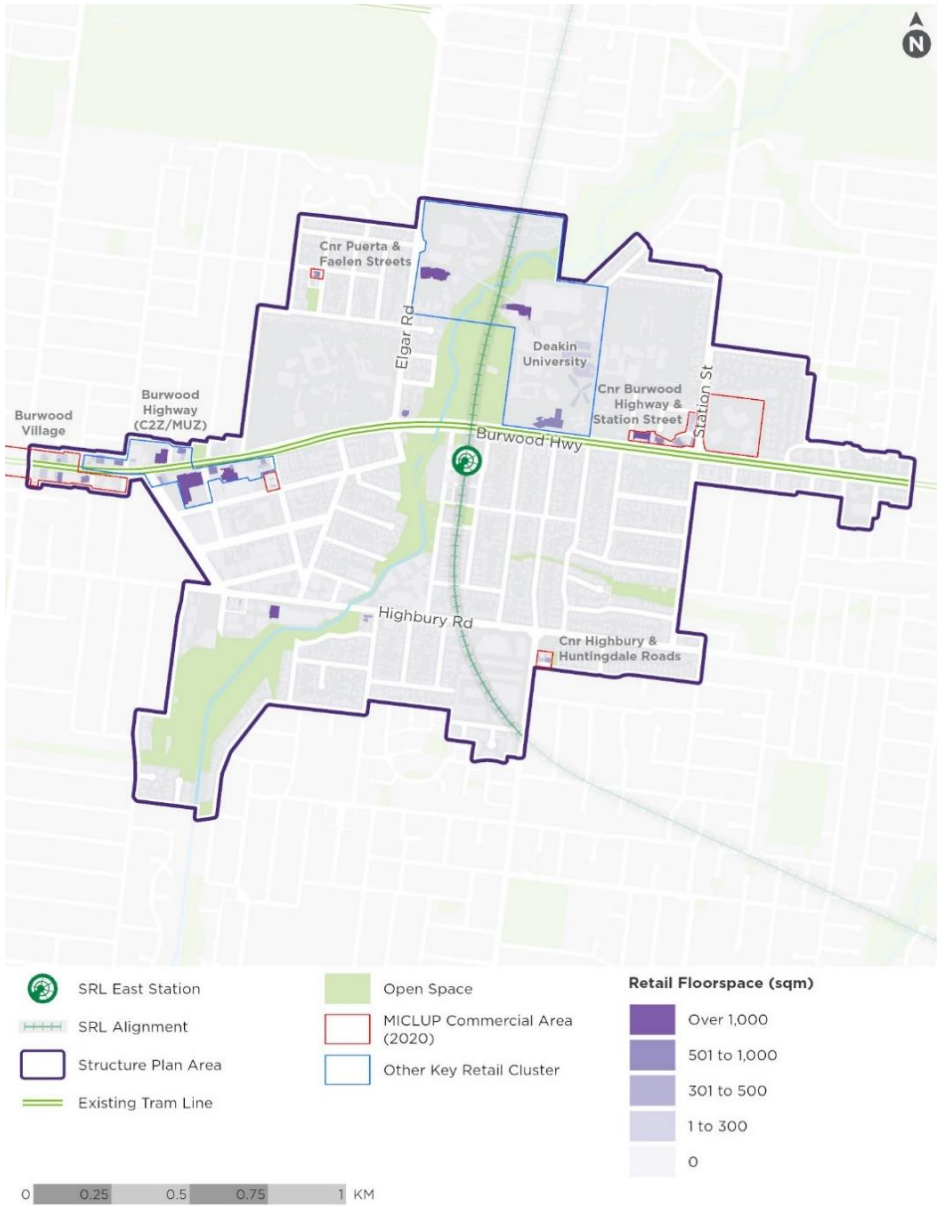 N
Cnr Puerta &
Faelen Streets
Elgar Rd
Deakin
University
Station St
Cnr Burwood
Highway &
Station Street
Burwood
Highway
(C2Z/MUZ)
Burwood
Village
Burwood Hwy
Highbury Rd
Cnr Highbury &
Huntingdale Roads
SRL East Station
SRL Alignment
Structure Plan Area
Existing Tram Line
Open Space
MICLUP Commercial Area
(2020)
Other Key Retail Cluster
Retail Floorspace (sqm)
Over 1,000
501 to 1,000
301 to 500
1 to 300
0
0 0.25 0.5 0.75 1 KM